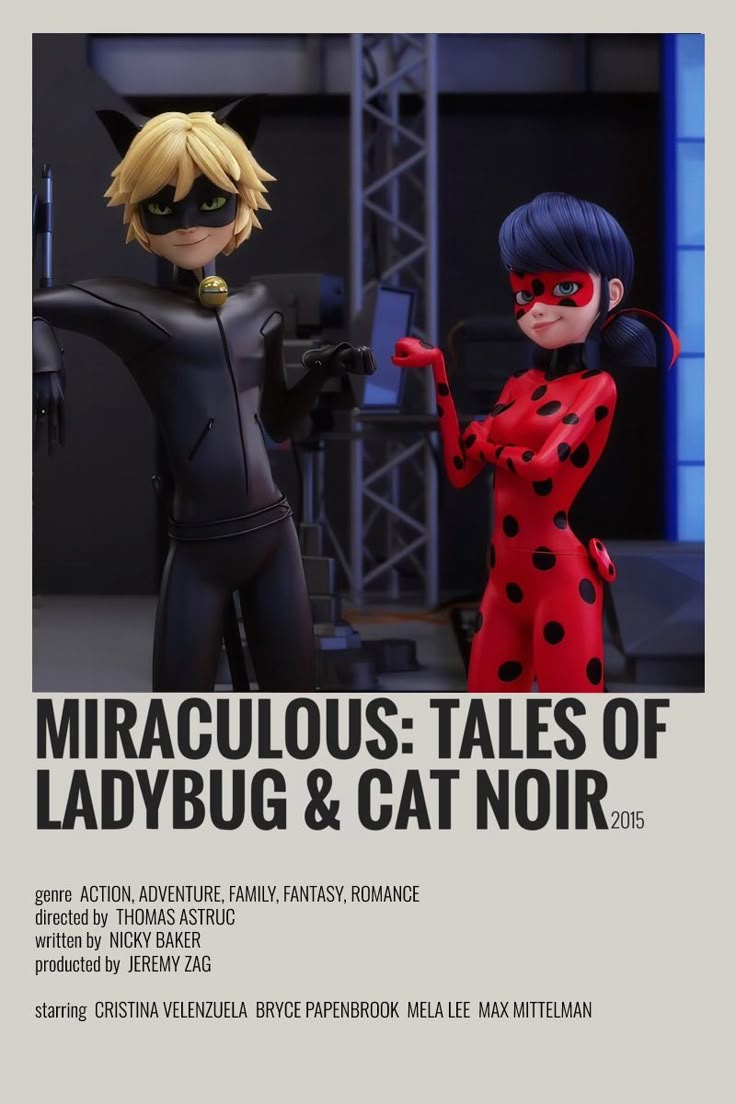 MIRACULOUS: TALES OF
LADYBUG & CAT NOIR 2015
genre ACTION, ADVENTURE, FAMILY, FANTASY, ROMANCE
directed by THOMAS ASTRUC
written by NICKY BAKER
producted by JEREMY ZAG
starring CRISTINA VELENZUELA BRYCE PAPENBROOK MELA LEE MAX MITTELMAN